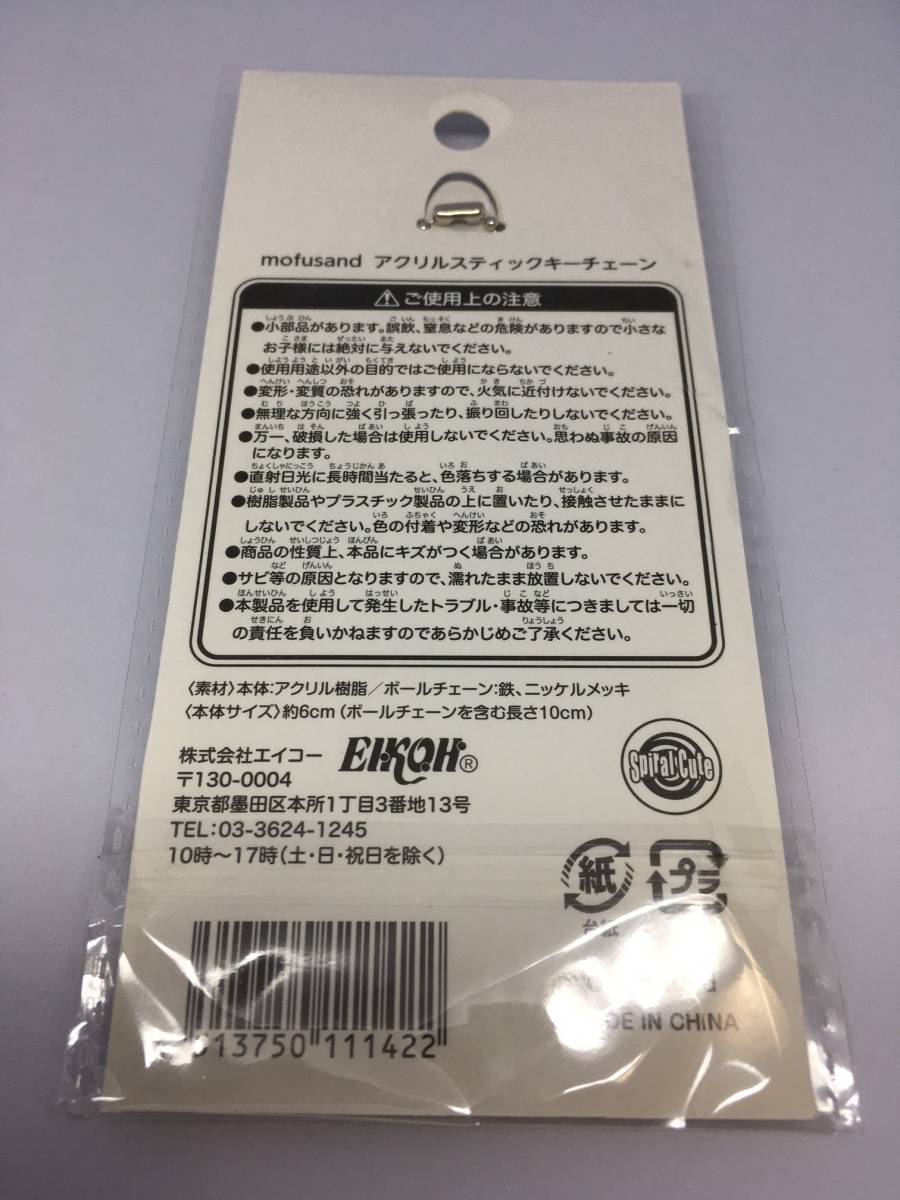 mofusand アクリルスティックキーチェーン
⚠ご使用上の注意
●小部品があります。誤飲、窒息などの危険がありますので小さな
お子様には絶対に与えないでください。
●使用用途以外の目的ではご使用にならないでください。
●変形・変質の恐れがありますので、火気に近付けないでください。
●無理な方向に強く引っ張ったり、振り回したりしないでください。
●万一、破損した場合は使用しないでください。思わぬ事故の原因
になります。
●直射日光に長時間当たると、色落ちする場合があります。
●樹脂製品やプラスチック製品の上に置いたり、接触させたままに
しないでください。色の付着や変形などの恐れがあります。
●商品の性質上、本品にキズがつく場合があります。
●サビ等の原因となりますので、濡れたまま放置しないでください。
●本製品を使用して発生したトラブル・事故等につきましては一切
の責任を負いかねますのであらかじめご了承ください。
〈素材〉本体:アクリル樹脂/ボールチェーン:鉄、ニッケルメッキ
〈本体サイズ〉約6cm(ボールチェーンを含む長さ10cm)
株式会社エイコー EIKOH®
〒130-0004
東京都墨田区本所1丁目3番地13号
TEL:03-3624-1245
10時~17時(土・日・祝日を除く)
Spiral Cute
紙 プラ
台紙
13750 111422
IN CHINA